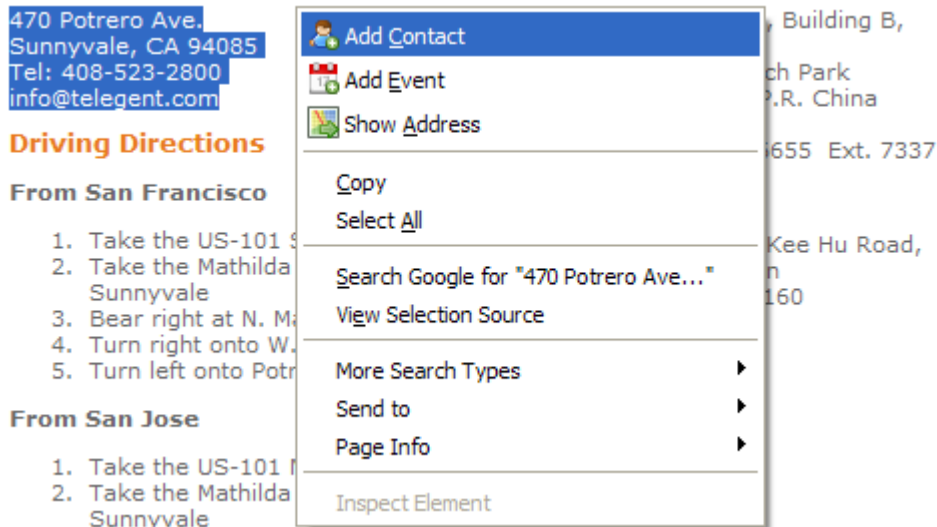 470 Potrero Ave.
Sunnyvale, CA 94085
Tel: 408-523-2800
info@telegent.com
Driving Directions
From San Francisco
1. Take the US-101
2. Take the Mathilda
Sunnyvale
3. Bear right at N.
4. Turn right onto W.
5. Turn left onto
From San Jose
1. Take the US-101
2. Take the Mathilda
Sunnyvale
Add Contact
Add Event
Show Address
Copy
Select All
Search Google for "470 Potrero Ave..."
View Selection Source
More Search Types
Send to
Page Info
Inspect Element
, Building B,
Park
P.R. China
Ext. 7337
Kee Hu Road,